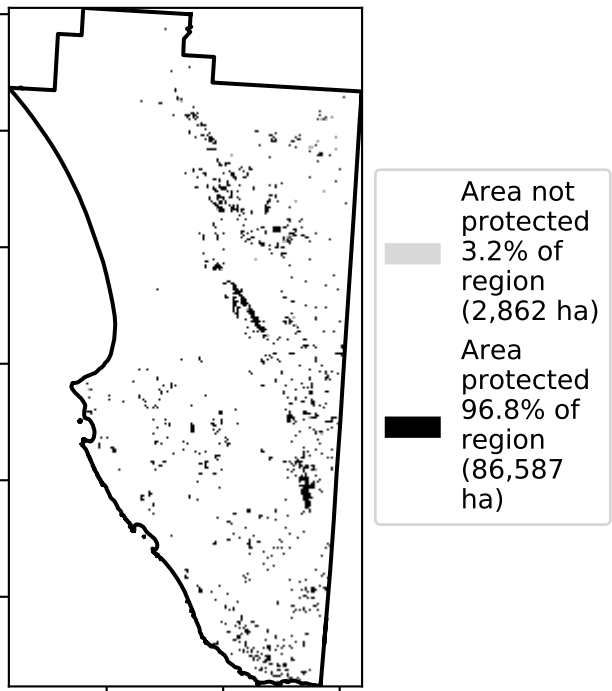 Area not
protected
3.2% of
region
(2,862 ha)
Area
protected
96.8% of
region
(86,587
ha)